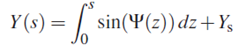 Y(s) = ∫₀ˢ sin(Ψ(z)) dz + Yₛ